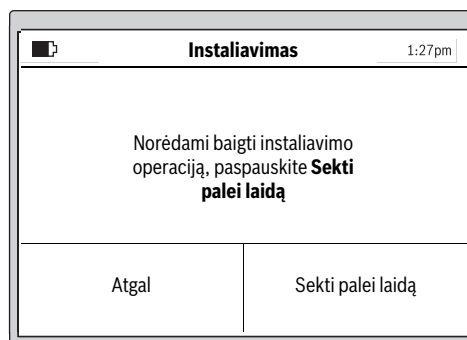 Instaliavimas
1:27pm
Norėdami baigti instaliavimo
operaciją, paspauskite Sekti
palei laidą
Atgal
Sekti palei laidą